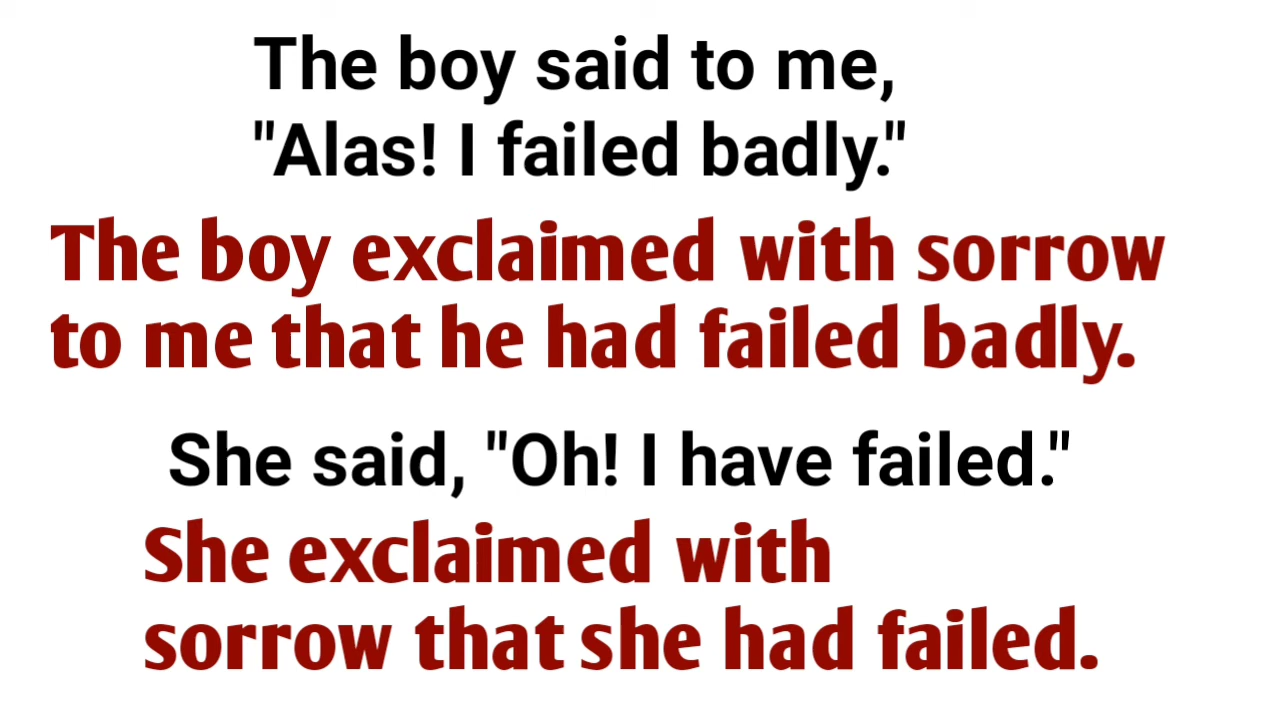 The boy said to me,
"Alas! I failed badly."
The boy exclaimed with sorrow
to me that he had failed badly.
She said, "Oh! I have failed."
She exclaimed with
sorrow that she had failed.